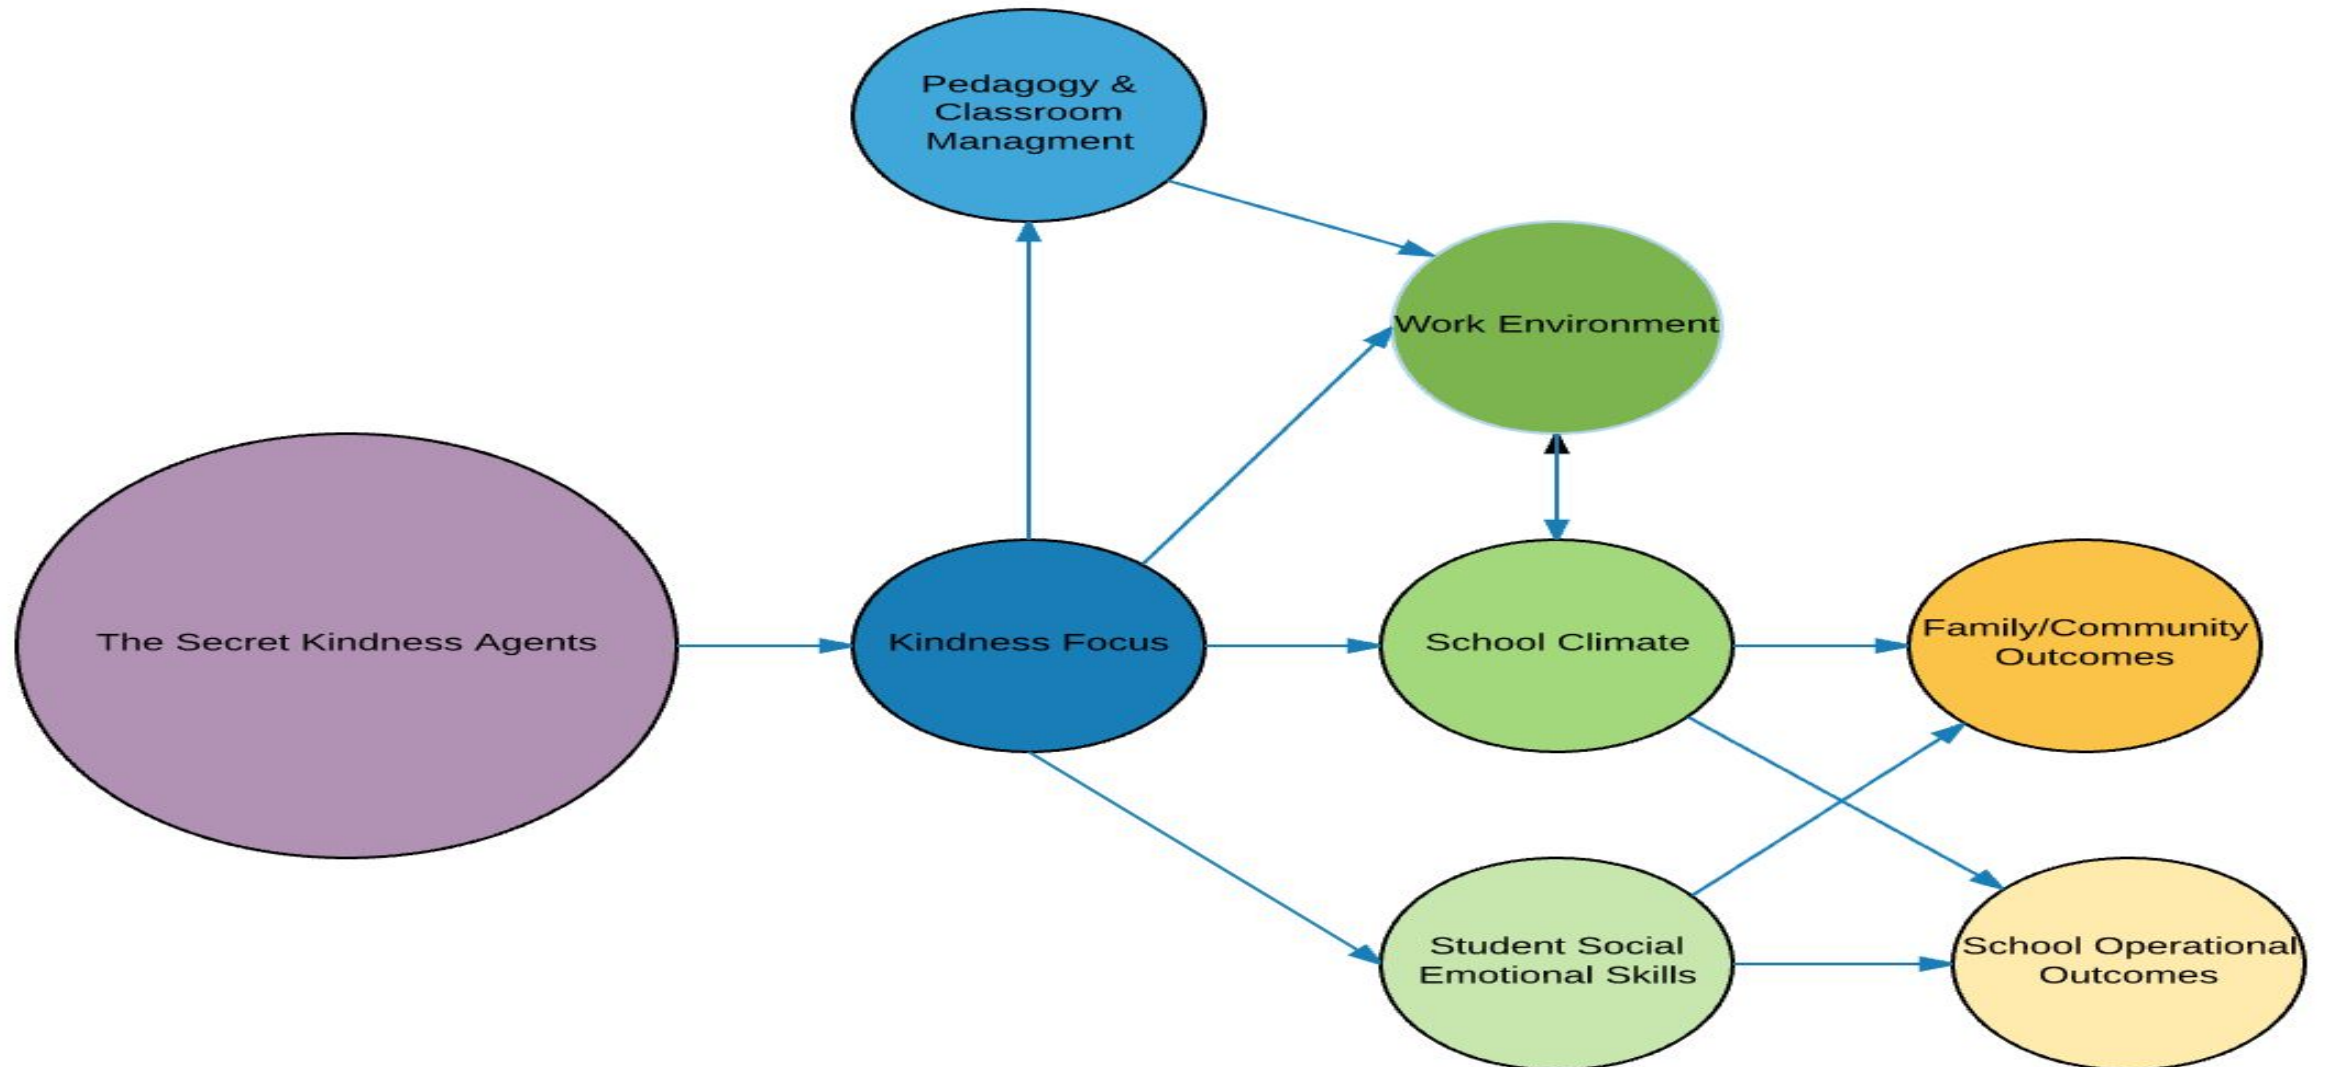 Pedagogy &
Classroom
Managment
Work Environment
The Secret Kindness Agents
Kindness Focus
School Climate
Family/Community
Outcomes
Student Social
Emotional Skills
School Operational
Outcomes